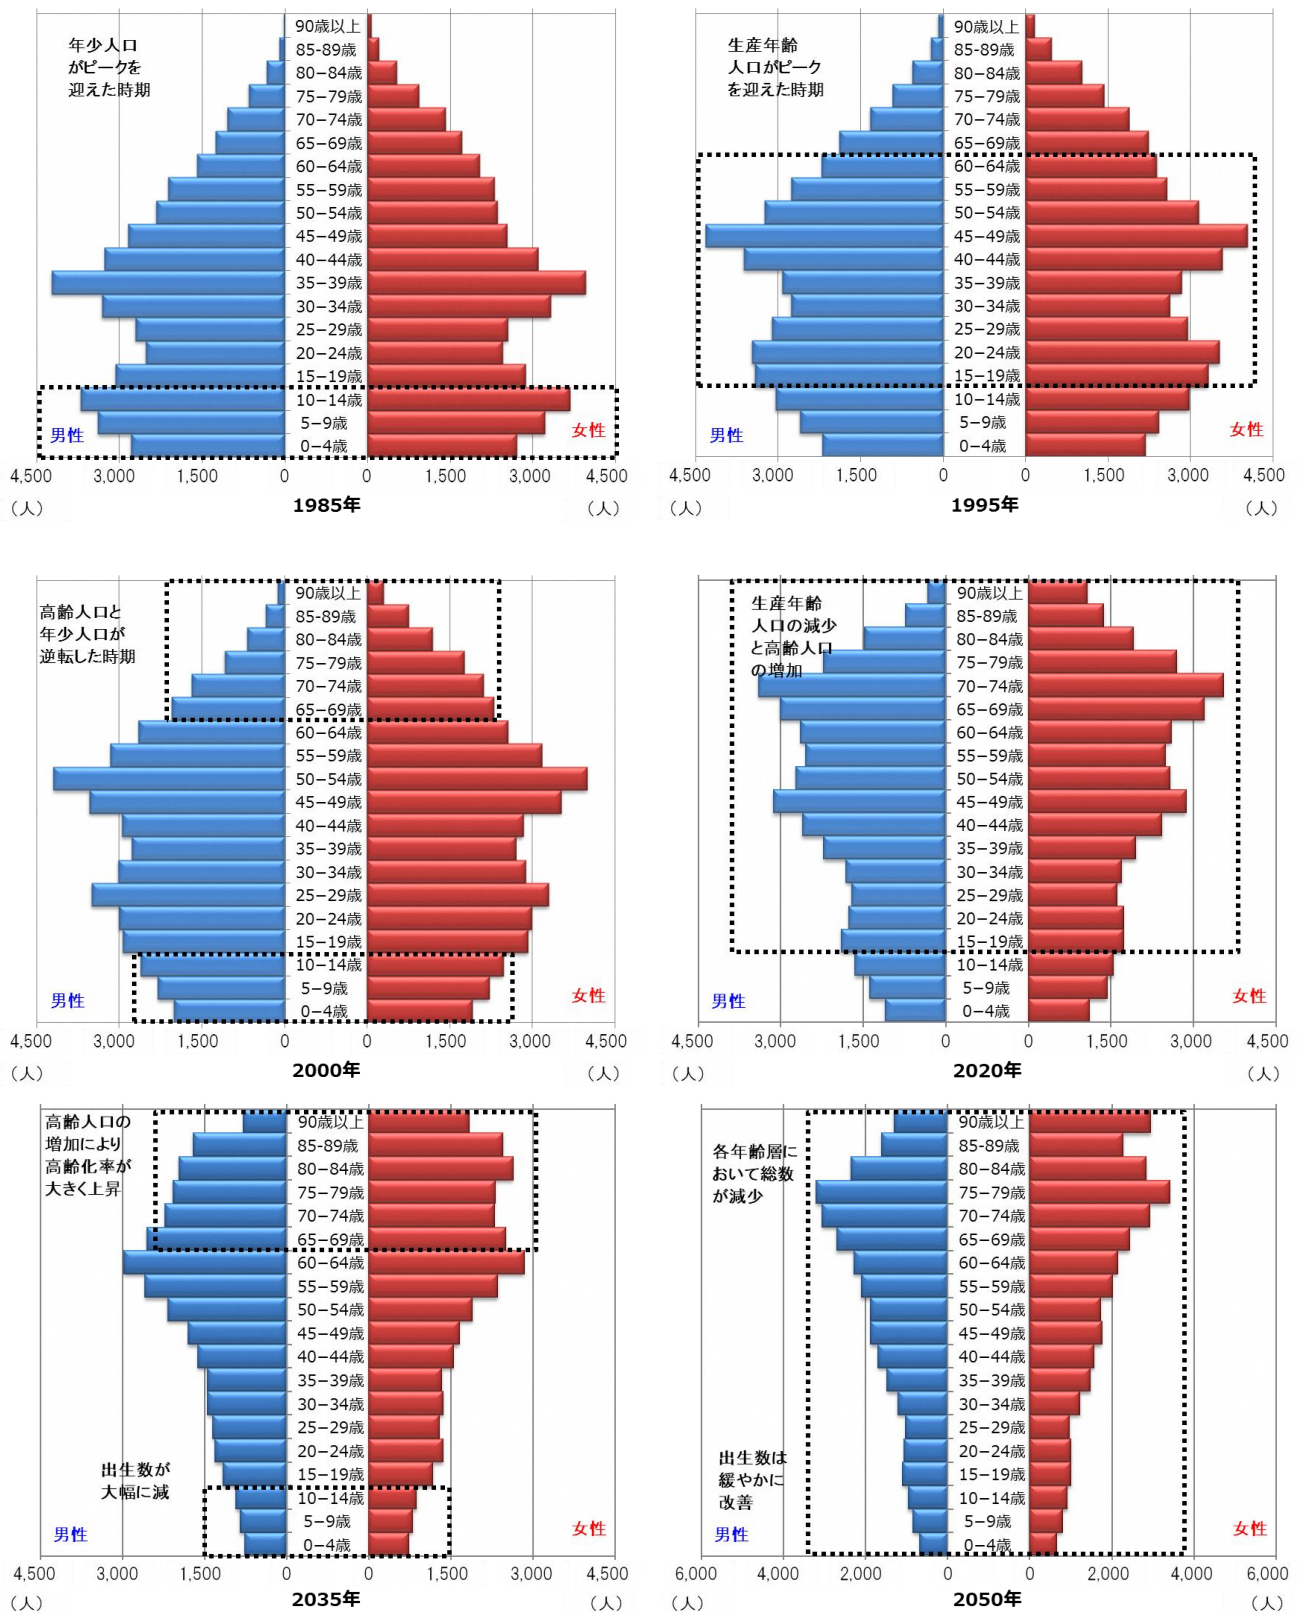 年少人口
がピークを
迎えた時期
90歳以上
85-89歳
80−84歳
75−79歳
70−74歳
65−69歳
60−64歳
55−59歳
50−54歳
45−49歳
40−44歳
35−39歳
30−34歳
25−29歳
20−24歳
15−19歳
10−14歳
5−9歳
0−4歳
男性
女性
4,500 3,000 1,500 0 0 1,500 3,000 4,500
（人） 1985年 （人）
生産年齢
人口がピーク
を迎えた時期
90歳以上
85-89歳
80−84歳
75−79歳
70−74歳
65−69歳
60−64歳
55−59歳
50−54歳
45−49歳
40−44歳
35−39歳
30−34歳
25−29歳
20−24歳
15−19歳
10−14歳
5−9歳
0−4歳
男性
女性
4,500 3,000 1,500 0 0 1,500 3,000 4,500
（人） 1995年 （人）
高齢人口と
年少人口が
逆転した時期
90歳以上
85-89歳
80−84歳
75−79歳
70−74歳
65−69歳
60−64歳
55−59歳
50−54歳
45−49歳
40−44歳
35−39歳
30−34歳
25−29歳
20−24歳
15−19歳
10−14歳
5−9歳
0−4歳
男性
女性
4,500 3,000 1,500 0 0 1,500 3,000 4,500
（人） 2000年 （人）
生産年齢
人口の減少
と高齢人口
の増加
90歳以上
85-89歳
80−84歳
75−79歳
70−74歳
65−69歳
60−64歳
55−59歳
50−54歳
45−49歳
40−44歳
35−39歳
30−34歳
25−29歳
20−24歳
15−19歳
10−14歳
5−9歳
0−4歳
男性
女性
4,500 3,000 1,500 0 0 1,500 3,000 4,500
（人） 2020年 （人）
高齢人口の
増加により
高齢化率が
大きく上昇
90歳以上
85-89歳
80−84歳
75−79歳
70−74歳
65−69歳
60−64歳
55−59歳
50−54歳
45−49歳
40−44歳
35−39歳
30−34歳
25−29歳
20−24歳
15−19歳
10−14歳
5−9歳
0−4歳
出生数が
大幅に減
男性
女性
4,500 3,000 1,500 0 0 1,500 3,000 4,500
（人） 2035年 （人）
各年齢層に
おいて総数
が減少
90歳以上
85-89歳
80−84歳
75−79歳
70−74歳
65−69歳
60−64歳
55−59歳
50−54歳
45−49歳
40−44歳
35−39歳
30−34歳
25−29歳
20−24歳
15−19歳
10−14歳
5−9歳
0−4歳
出生数は
緩やかに
改善
男性
女性
6,000 4,000 2,000 0 0 2,000 4,000 6,000
（人） 2050年 （人）